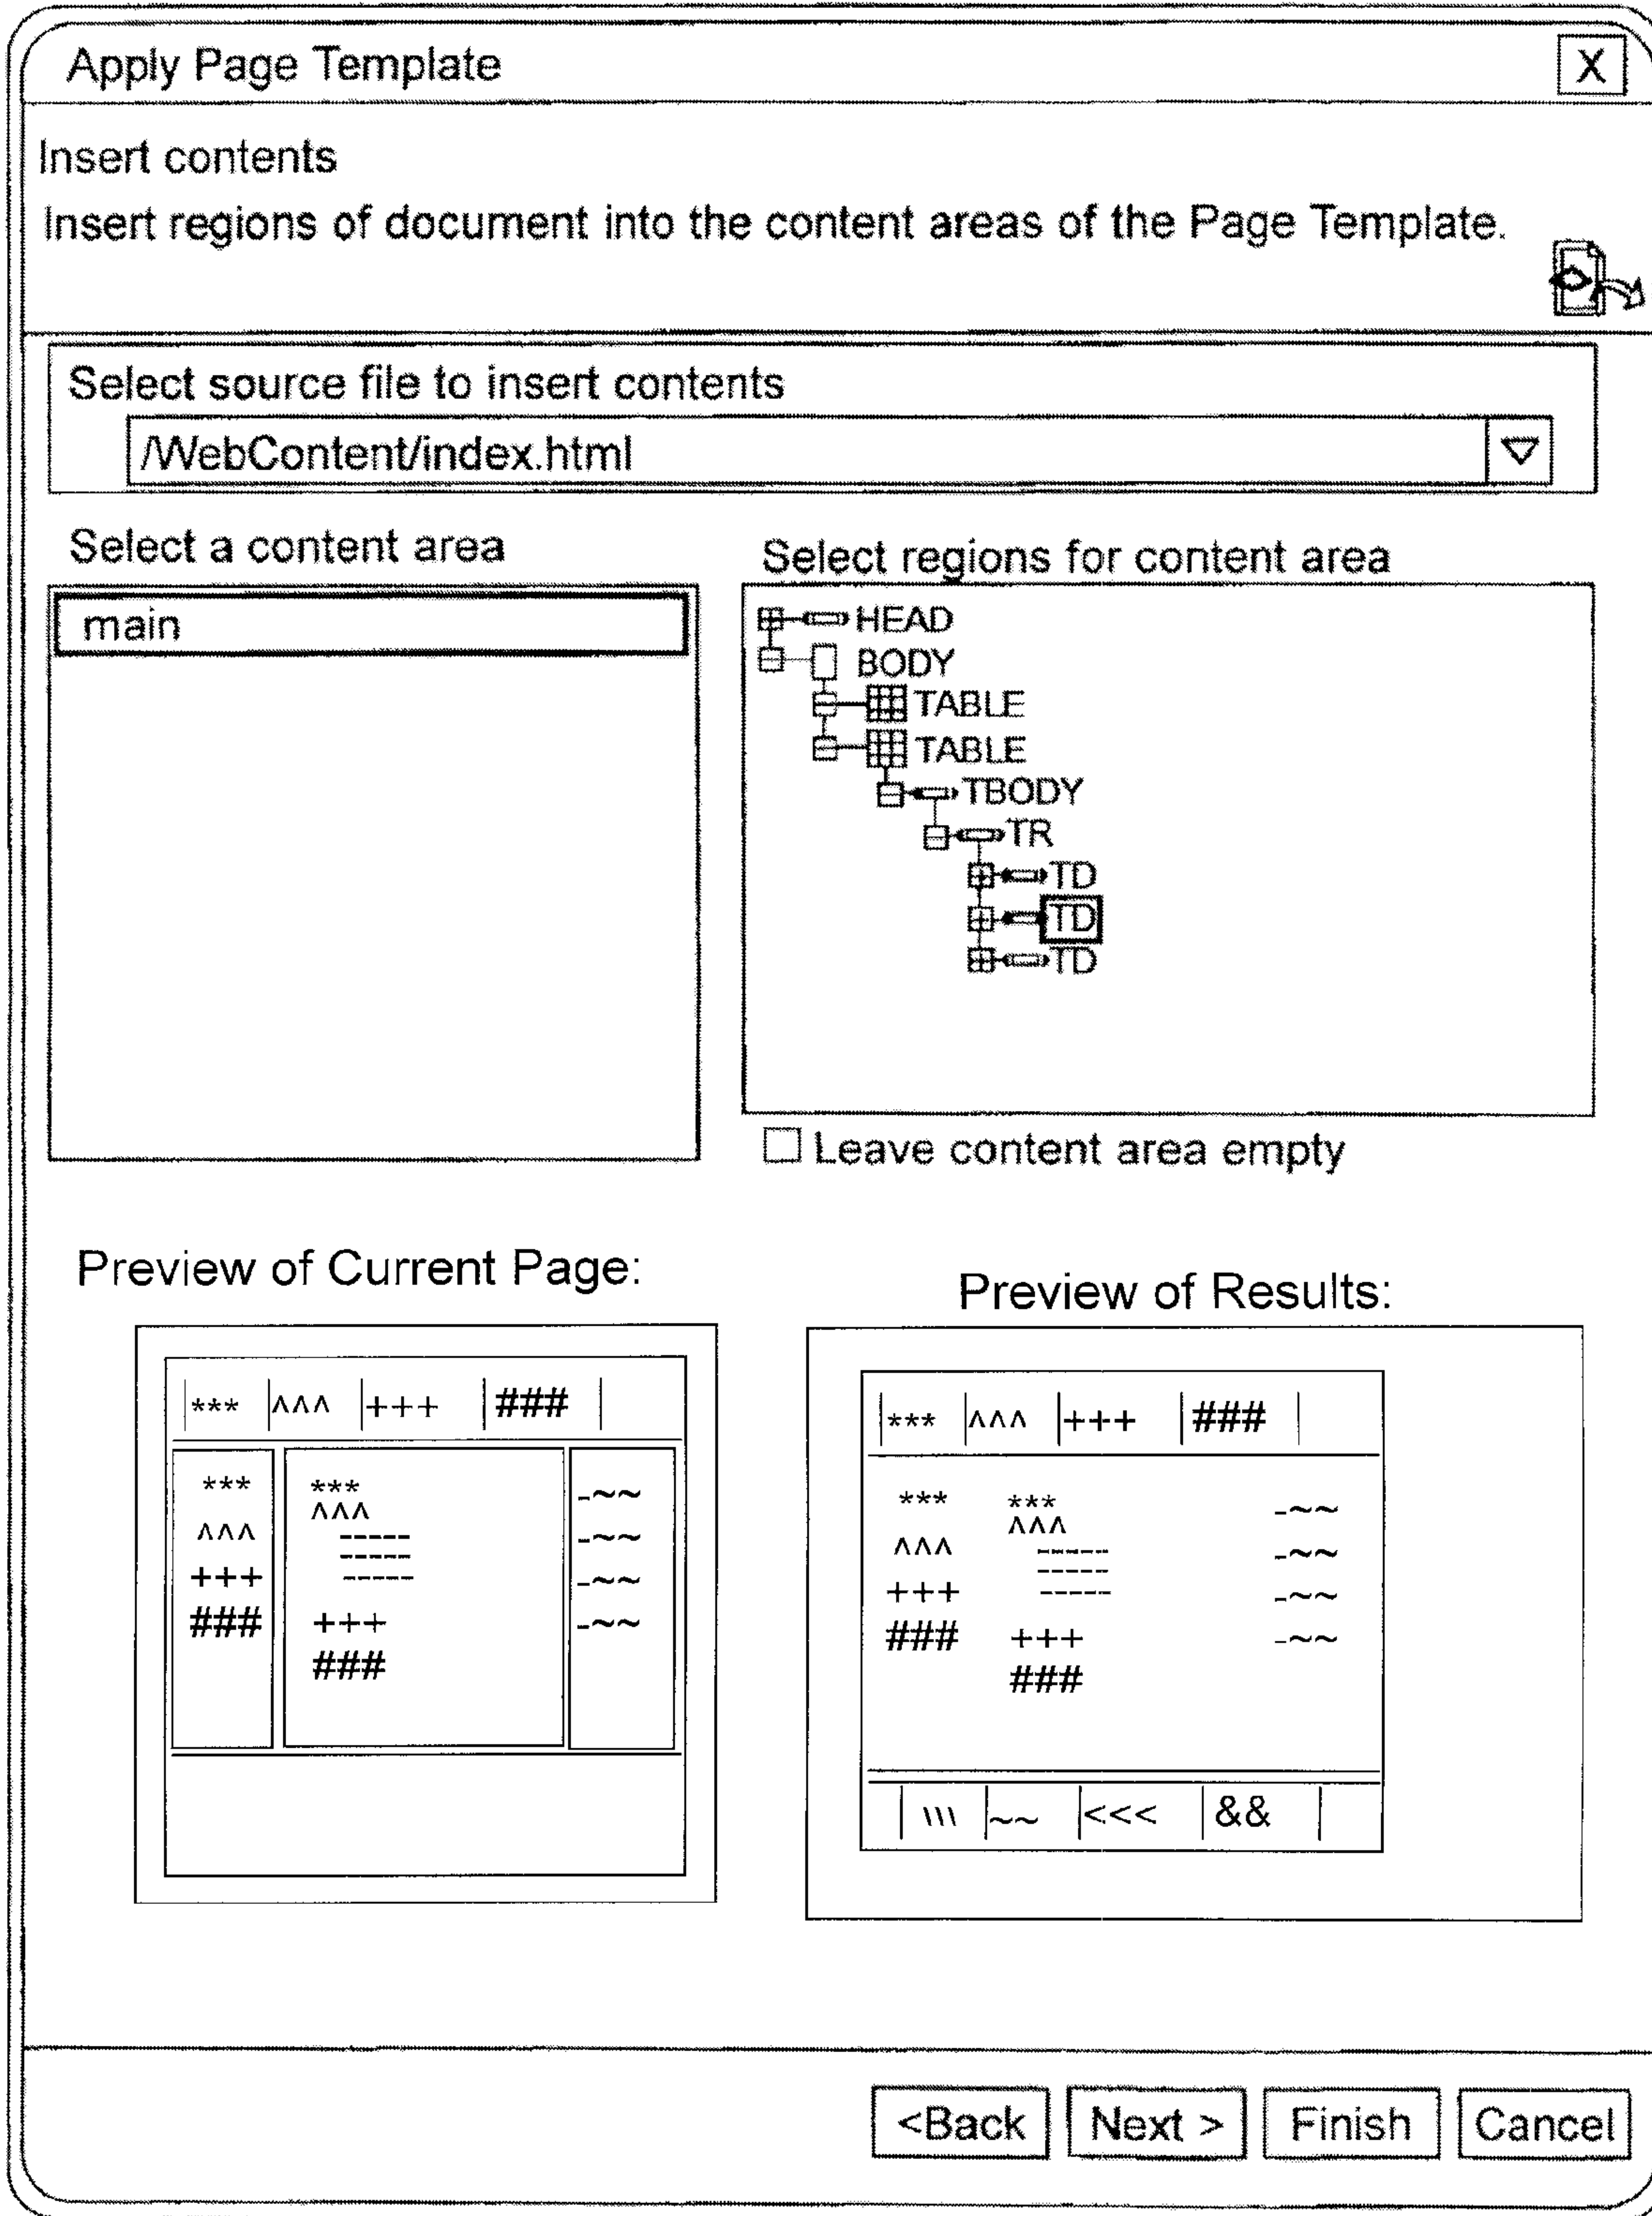 Apply Page Template X
Insert contents
Insert regions of document into the content areas of the Page Template.
Select source file to insert contents
/WebContent/index.html
Select a content area
main
Select regions for content area
HEAD
BODY
TABLE
TABLE
TBODY
TR
TD
TD
TD
Leave content area empty
Preview of Current Page:
*** ^^^ +++ ###
***
^^^
+++
###
***
^^^
-----
-----
-----
+++
###
-~~
-~~
-~~
-~~
Preview of Results:
*** ^^^ +++ ###
***
^^^
+++
###
***
^^^
-----
-----
-----
+++
###
-~~
-~~
-~~
-~~
\\\ ~~ <<< &&
<Back Next > Finish Cancel